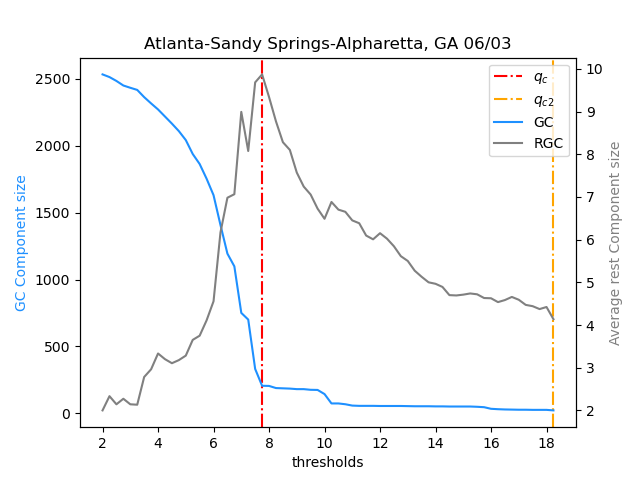 Atlanta-Sandy Springs-Alpharetta, GA 06/03
GC Component size
2500
2000
1500
1000
500
0
10
9
8
7
6
5
4
3
2
Average rest Component size
q_c
q_c2
GC
RGC
2 4 6 8 10 12 14 16 18
thresholds